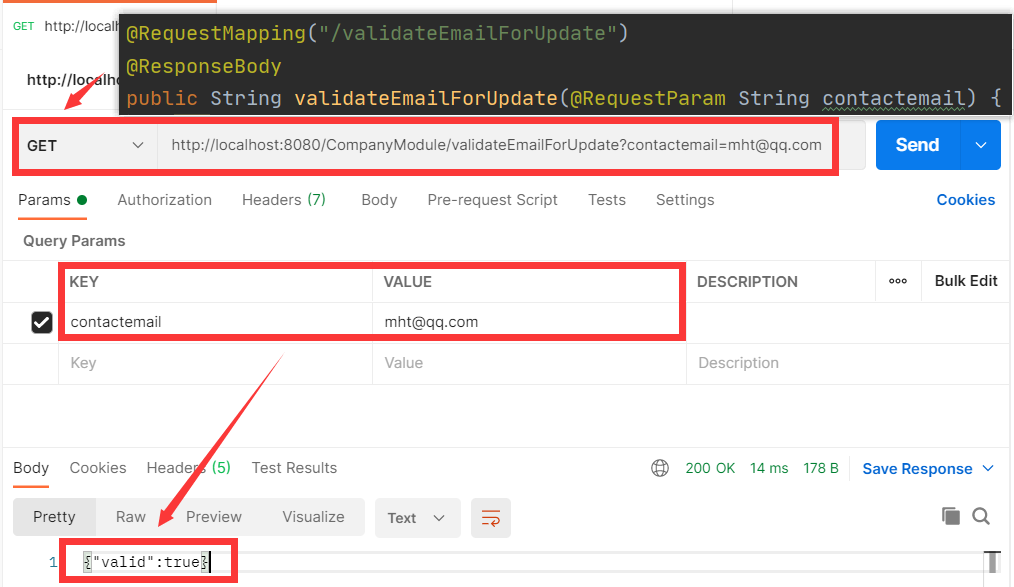 GET http://local
@RequestMapping("/validateEmailForUpdate")
@ResponseBody
http://localho
public String validateEmailForUpdate(@RequestParam String contactemail) {
GET http://localhost:8080/CompanyModule/validateEmailForUpdate?contactemail=mht@qq.com Send
Params Authorization Headers (7) Body Pre-request Script Tests Settings Cookies
Query Params
KEY VALUE DESCRIPTION ooo Bulk Edit
contactemail mht@qq.com
Key Value Description
Body Cookies Headers (5) Test Results 200 OK 14 ms 178 B Save Response
Pretty Raw Preview Visualize Text
1 {"valid":true}